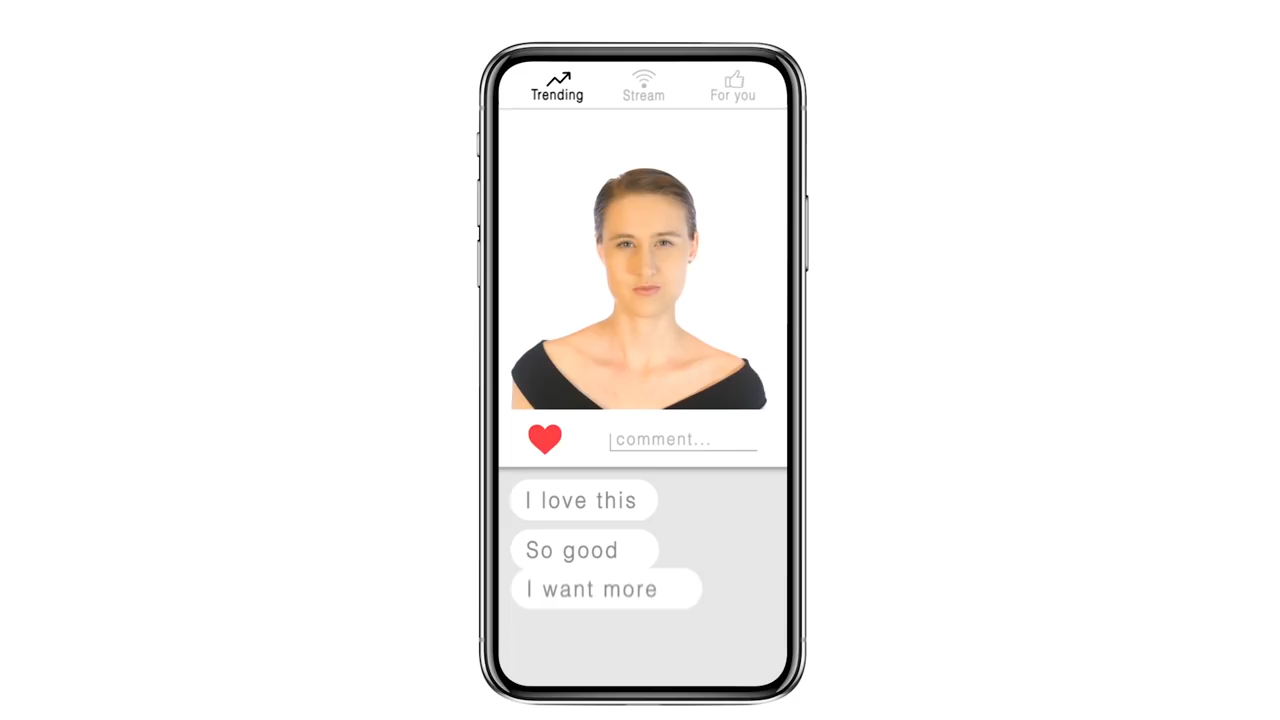 Trending
Stream
For you
comment...
I love this
So good
I want more